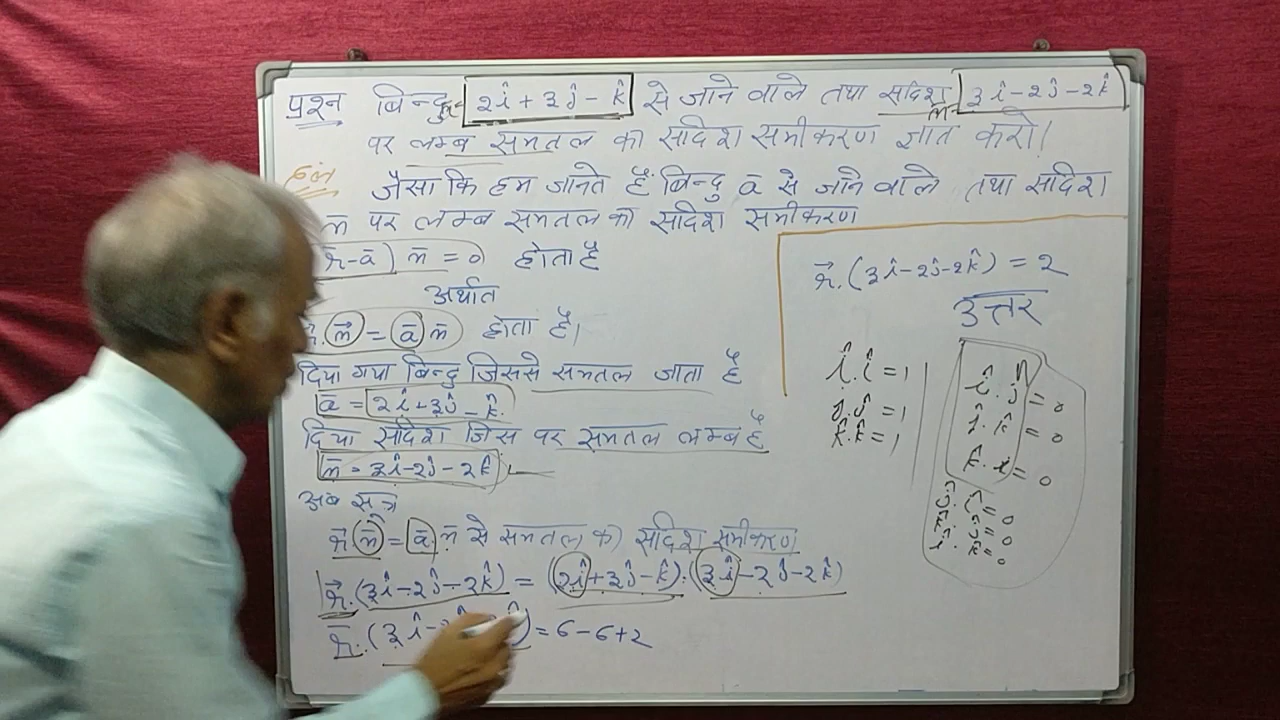 प्रश्न बिन्दु 2î + 3ĵ - k̂ से जाने वाले तथा सदिश 3î - 2ĵ - 2k̂
पर लम्ब समतल का सदिश समीकरण ज्ञात करो।
हल जैसा कि हम जानते हैं बिन्दु ā से जाने वाले तथा सदिश
n̄ पर लम्ब समतल का सदिश समीकरण
r̄-ā) n̄ = 0 होता है
अर्थात
r̄.(n̄) = (ā) n̄ होता है।
दिया गया बिन्दु जिससे समतल जाता है
ā = 2î+3ĵ - k̂.
दिया सदिश जिस पर समतल लम्ब है
n̄ = 3î-2ĵ - 2k̂
अब सूत्र
r̄.(n̄) = ā n̄ से समतल का सदिश समीकरण
r⃗.(3î-2ĵ-2k̂) = (2î+3ĵ-k̂).(3î-2ĵ-2k̂)
r̄.(3î- k̂) = 6-6+2
r⃗.(3î-2ĵ-2k̂) = 2
उत्तर
î.î = 1
ĵ.ĵ = 1
k̂.k̂ = 1
î.ĵ = 0
ĵ.k̂ = 0
k̂.î = 0
ĵ.î = 0
k̂.ĵ = 0
î.k̂ = 0